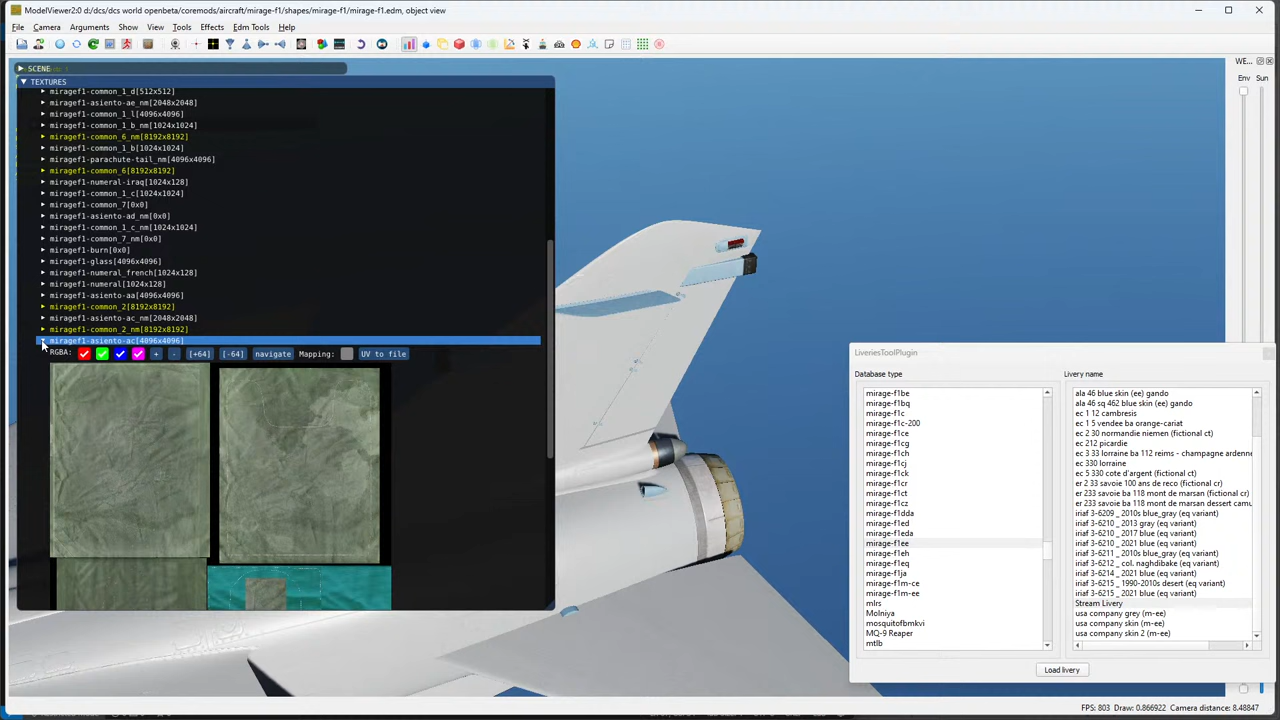 ModelViewer2:0 d:/dcs/dcs world openbeta/coremods/aircraft/mirage-f1/shapes/mirage-f1/mirage-f1.edm, object view
File Camera Arguments Show View Tools Effects Edm Tools Help
SCENE
TEXTURES
miragef1-common_1_d[512x512]
miragef1-asiento-ae_nm[2048x2048]
miragef1-common_1_l[4096x4096]
miragef1-common_1_b_nm[1024x1024]
miragef1-common_6_nm[8192x8192]
miragef1-common_1_b[1024x1024]
miragef1-parachute-tail_nm[4096x4096]
miragef1-common_6[8192x8192]
miragef1-numeral-iraq[1024x128]
miragef1-common_1_c[1024x1024]
miragef1-common_7[0x0]
miragef1-asiento-ad_nm[0x0]
miragef1-common_1_c_nm[1024x1024]
miragef1-common_7_nm[0x0]
miragef1-burn[0x0]
miragef1-glass[4096x4096]
miragef1-numeral_french[1024x128]
miragef1-numeral[1024x128]
miragef1-asiento-aa[4096x4096]
miragef1-common_2[8192x8192]
miragef1-asiento-ac_nm[2048x2048]
miragef1-common_2_nm[8192x8192]
miragef1-asiento-ac[4096x4096]
RGBA: + - [+64] [-64] navigate Mapping: UV to file
WE...
Env Sun
LiveriesToolPlugin
Database type
mirage-f1be
mirage-f1bq
mirage-f1c
mirage-f1c-200
mirage-f1ce
mirage-f1cg
mirage-f1ch
mirage-f1cj
mirage-f1ck
mirage-f1cr
mirage-f1ct
mirage-f1cz
mirage-f1dda
mirage-f1ed
mirage-f1eda
mirage-f1ee
mirage-f1eh
mirage-f1eq
mirage-f1ja
mirage-f1m-ce
mirage-f1m-ee
mlrs
Molniya
mosquitofbmkvi
MQ-9 Reaper
mtlb
Livery name
ala 46 blue skin (ee) gando
ala 46 sq 462 blue skin (ee) gando
ec 1 12 cambresis
ec 1 5 vendee ba orange-cariat
ec 2 30 normandie niemen (fictional cr)
ec 212 picardie
ec 3 33 lorraine ba 112 reims - champagne ardenne
ec 330 lorraine
ec 5 330 cote d'argent (fictional ct)
er 2 33 savoie 100 ans de reco (fictional cr)
er 233 savoie ba 118 mont de marsan (fictional cr)
er 233 savoie ba 118 mont de marsan dessert camu
iriaf 3-6209_ 2010s blue_gray (eq variant)
iriaf 3-6210 _ 2013 gray (eq variant)
iriaf 3-6210 _ 2017 blue (eq variant)
iriaf 3-6210 _ 2021 blue (eq variant)
iriaf 3-6211 _ 2010s blue_gray (eq variant)
iriaf 3-6212 _ col. naghdibake (eq variant)
iriaf 3-6214 _ 2021 blue (eq variant)
iriaf 3-6215 _ 1990-2010s desert (eq variant)
iriaf 3-6215 _ 2021 blue (eq variant)
Stream Livery
usa company grey (m-ee)
usa company skin (m-ee)
usa company skin 2 (m-ee)
Load livery
FPS: 803 Draw: 0.866922 Camera distance: 8.48847